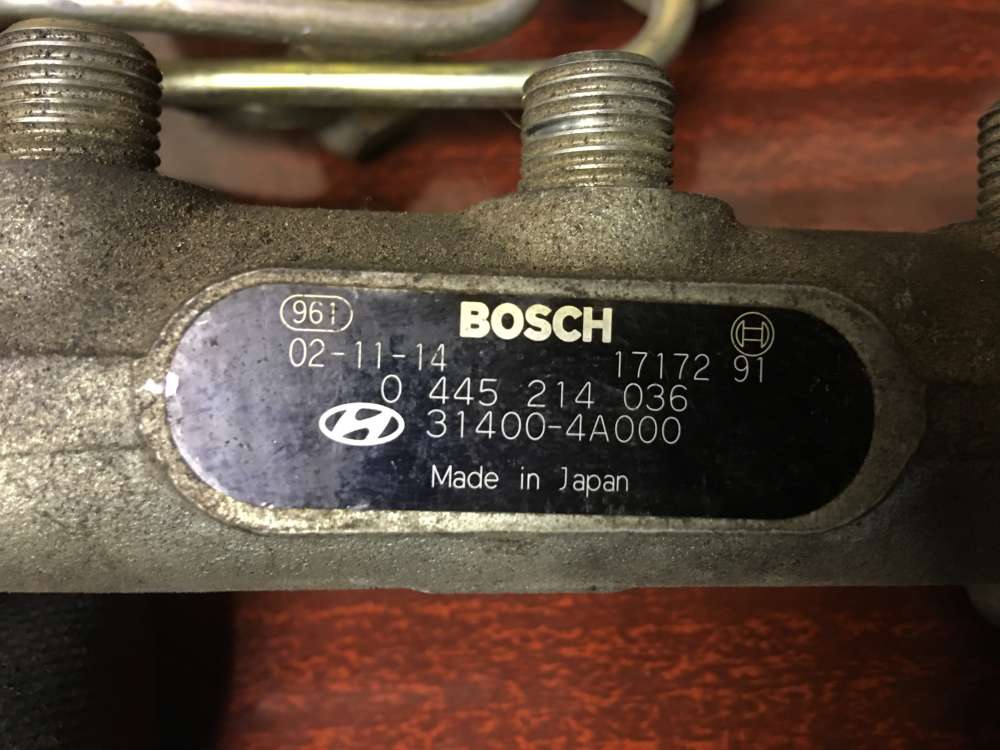 961
BOSCH
02-11-14 17172 91
0 445 214 036
31400-4A000
Made in Japan